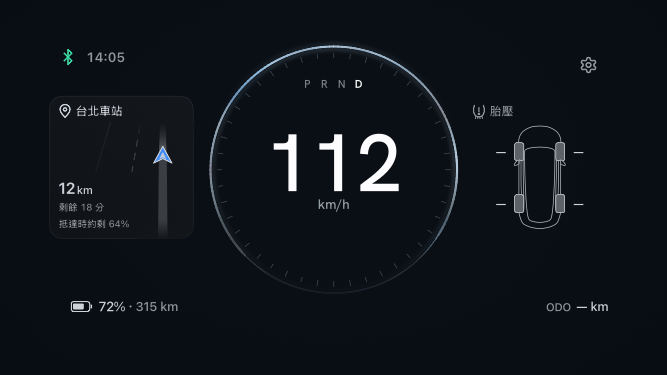 14:05
台北車站
12 km
剩餘 18 分
抵達時約剩 64%
72% · 315 km
P R N D
112
km/h
胎壓
— —
— —
ODO — km